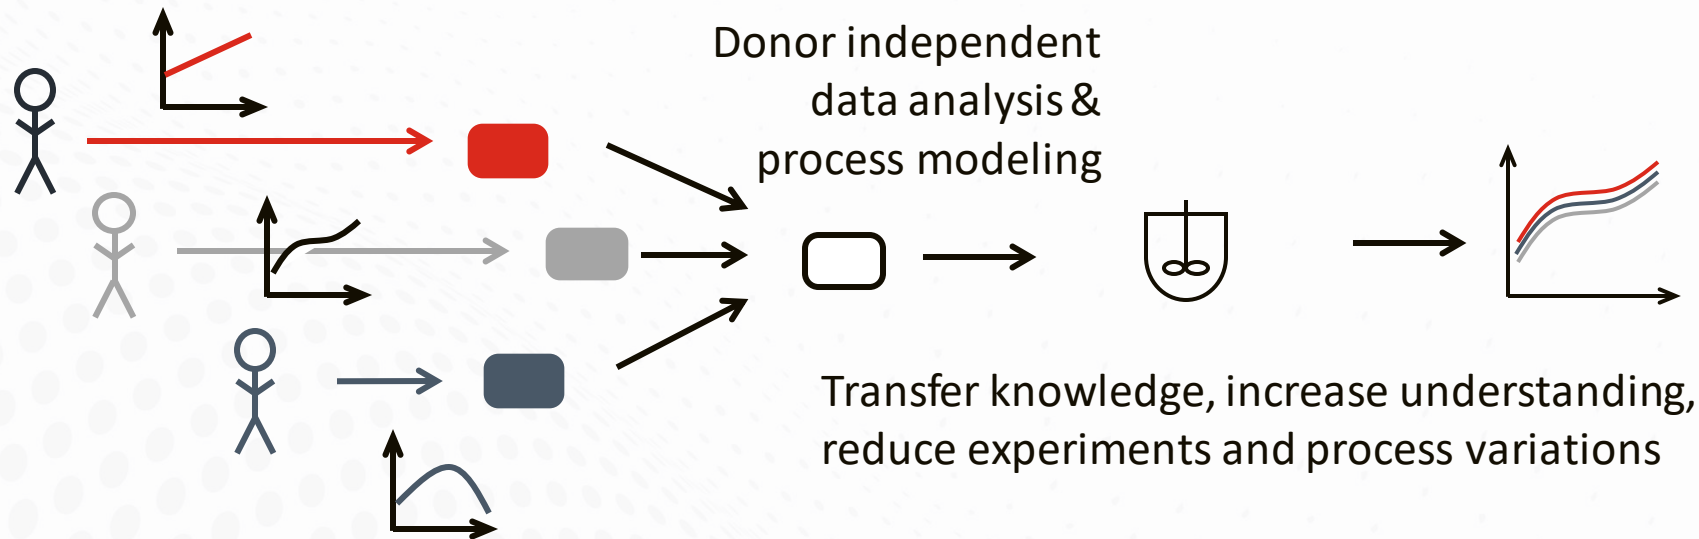 Donor independent
data analysis &
process modeling
Transfer knowledge, increase understanding,
reduce experiments and process variations